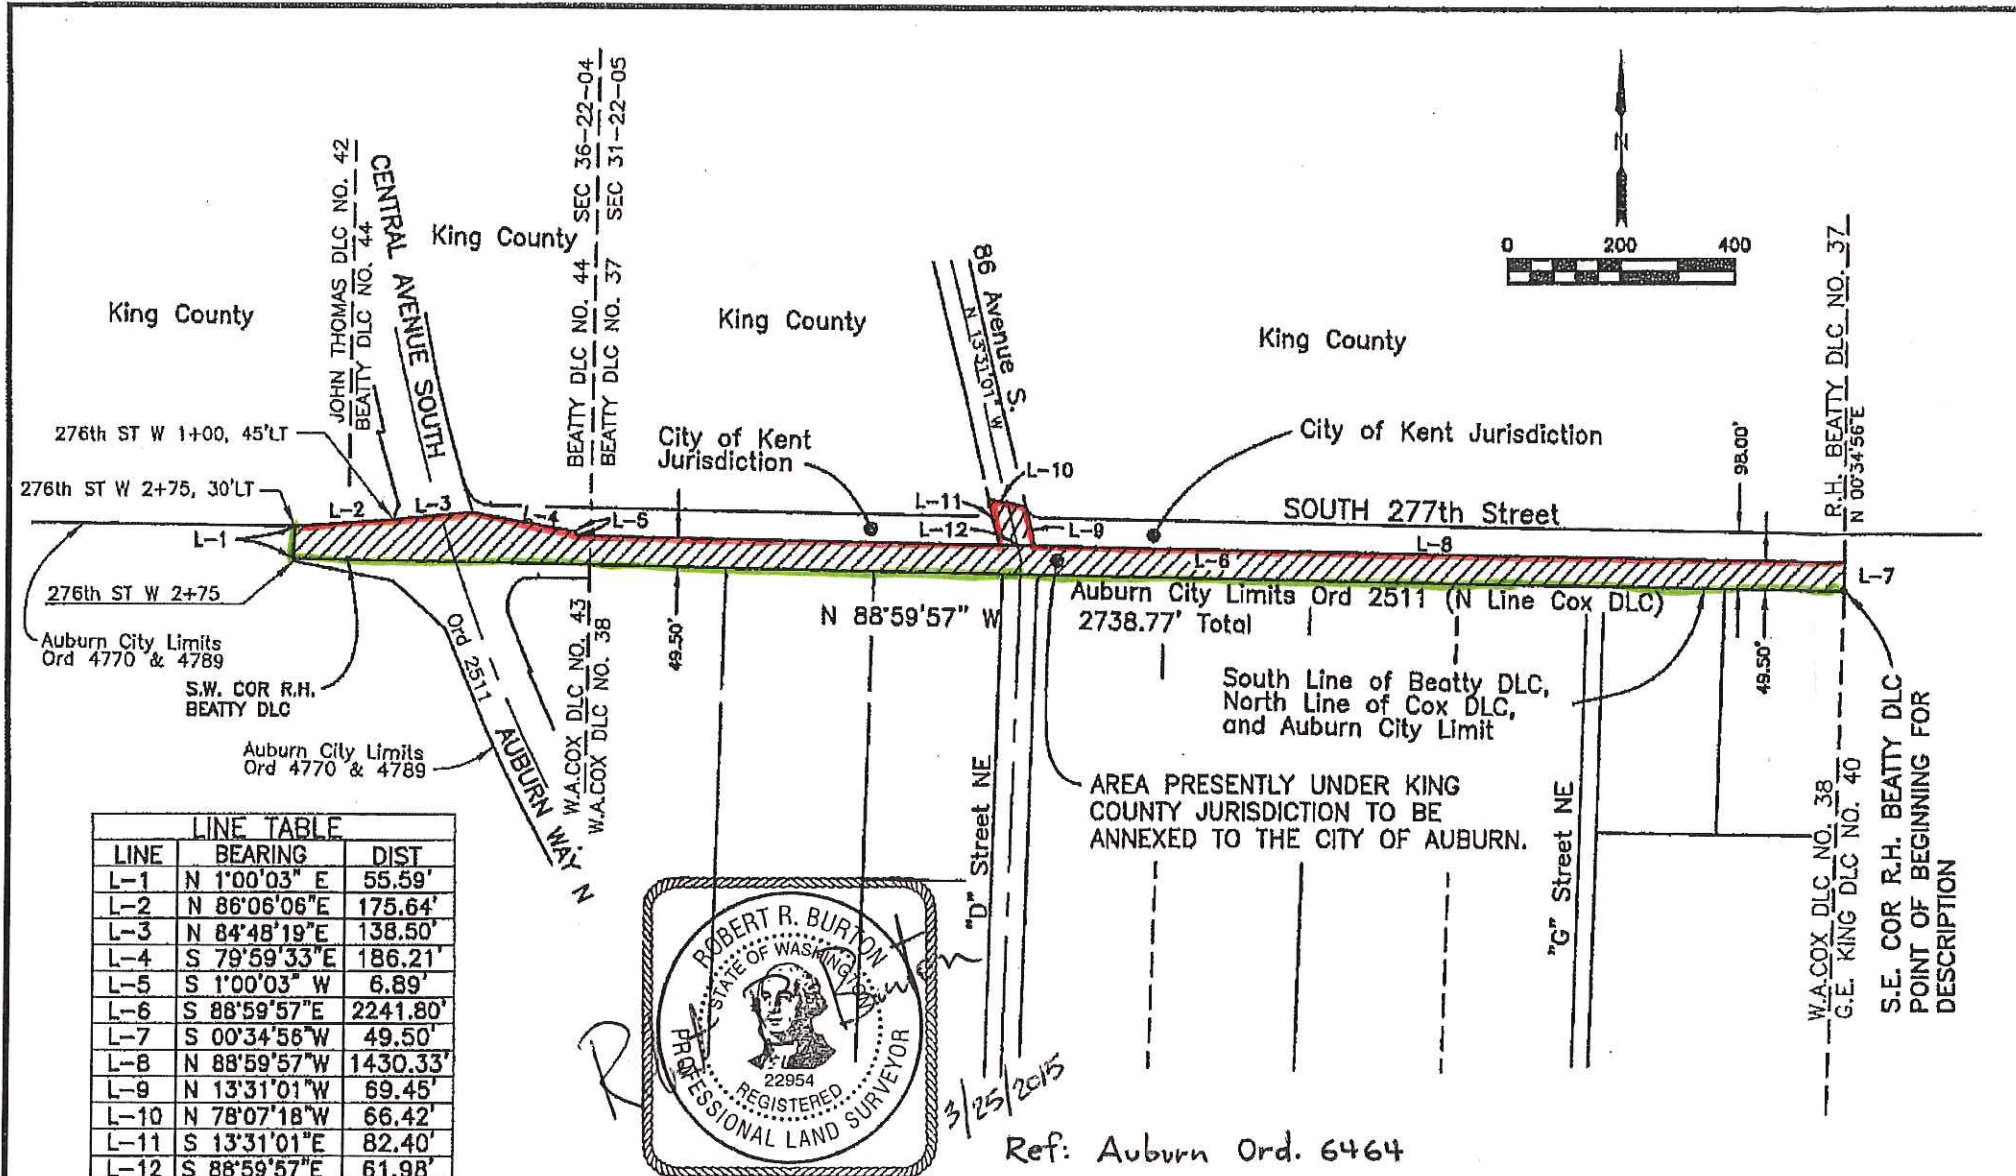 JOHN THOMAS DLC NO. 42
BEATTY DLC NO. 44
CENTRAL AVENUE SOUTH
BEATTY DLC NO. 44 SEC 36-22-04
BEATTY DLC NO. 37 SEC 31-22-05
King County
King County
King County
King County
86 Avenue S.
N 13°31'01" W
N
0 200 400
R.H. BEATTY DLC NO. 37
N 00°34'56"E
276th ST W 1+00, 45'LT
276th ST W 2+75, 30'LT
L-1
L-2
L-3
L-4
L-5
City of Kent
Jurisdiction
L-11
L-10
L-12
L-9
City of Kent Jurisdiction
SOUTH 277th Street
98.00'
L-8
L-6
L-7
276th ST W 2+75
Auburn City Limits
Ord 4770 & 4789
S.W. COR R.H.
BEATTY DLC
Auburn City Limits
Ord 4770 & 4789
Ord 2511
AUBURN WAY N
W.A.COX DLC NO. 43
W.A.COX DLC NO. 38
49.50'
N 88°59'57" W
Auburn City Limits Ord 2511 (N Line Cox DLC)
2738.77' Total
49.50'
South Line of Beatty DLC,
North Line of Cox DLC,
and Auburn City Limit
AREA PRESENTLY UNDER KING
COUNTY JURISDICTION TO BE
ANNEXED TO THE CITY OF AUBURN.
"D" Street NE
"G" Street NE
W.A.COX DLC NO. 38
G.E. KING DLC NO. 40
S.E. COR R.H. BEATTY DLC
POINT OF BEGINNING FOR
DESCRIPTION
LINE TABLE
LINE BEARING DIST
L-1 N 1°00'03" E 55.59'
L-2 N 86°06'06"E 175.64'
L-3 N 84°48'19"E 138.50'
L-4 S 79°59'33"E 186.21'
L-5 S 1°00'03" W 6.89'
L-6 S 88°59'57"E 2241.80'
L-7 S 00°34'56"W 49.50'
L-8 N 88°59'57"W 1430.33'
L-9 N 13°31'01"W 69.45'
L-10 N 78°07'18"W 66.42'
L-11 S 13°31'01"E 82.40'
L-12 S 88°59'57"E 61.98'
ROBERT R. BURTON
STATE OF WASHINGTON
22954
REGISTERED
PROFESSIONAL LAND SURVEYOR
3/25/2015
Ref: Auburn Ord. 6464